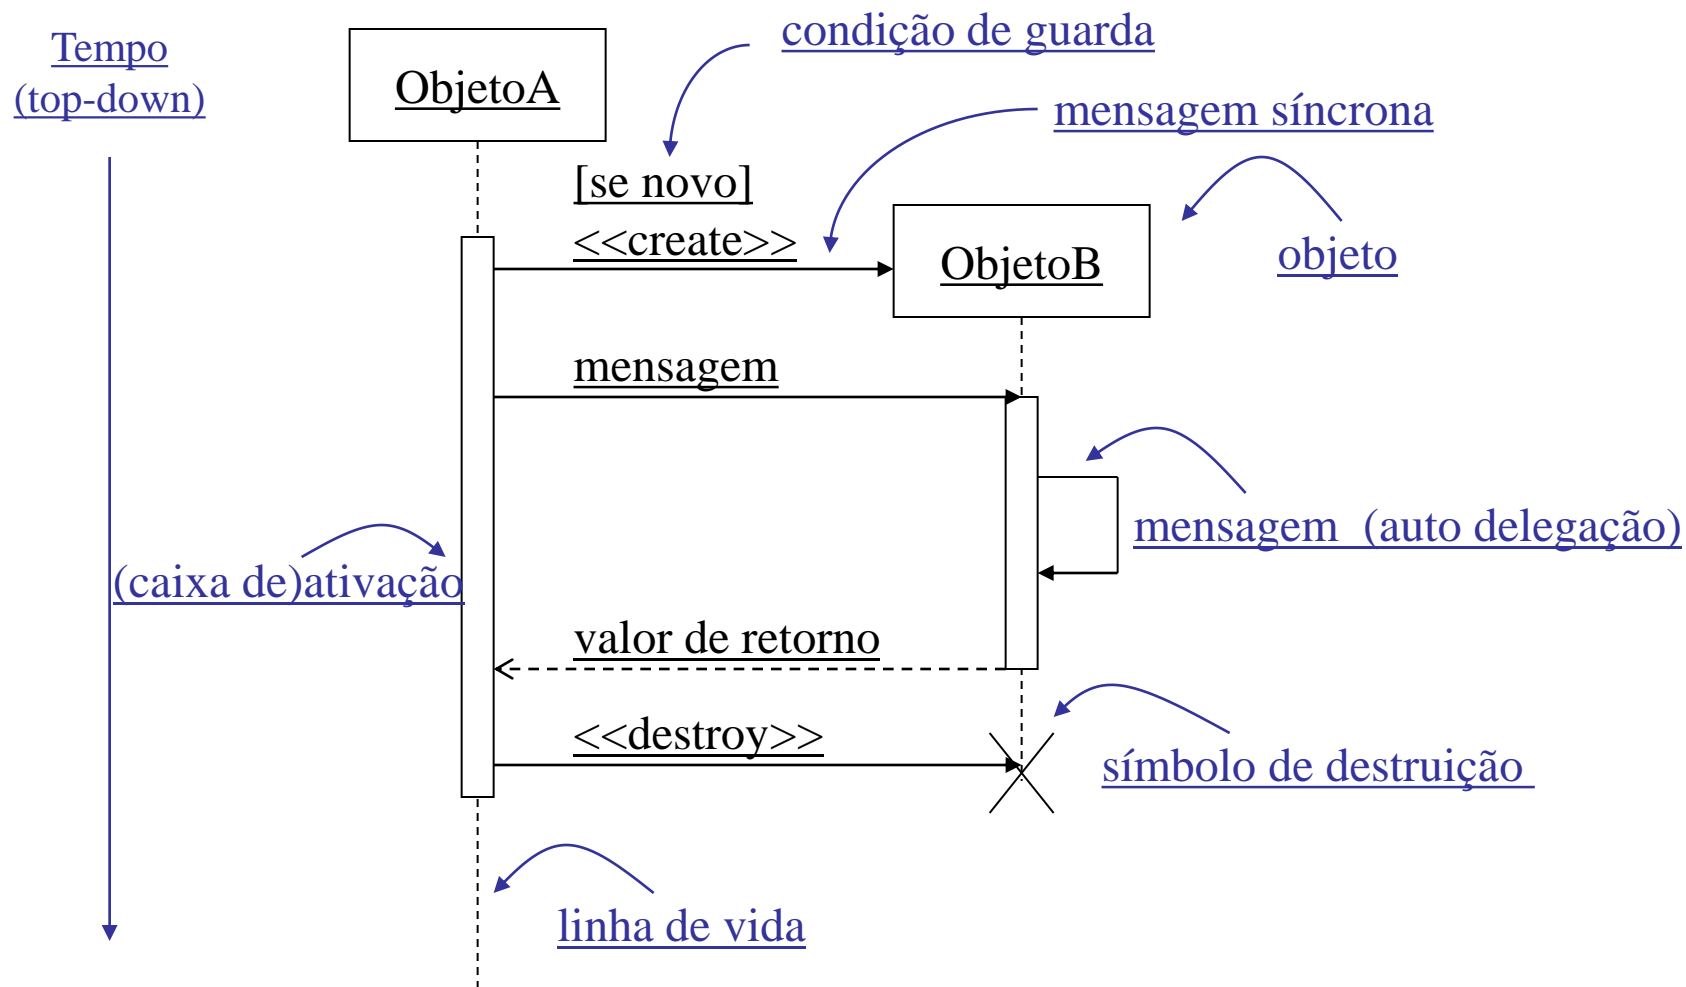 Tempo
(top-down)
ObjetoA
condição de guarda
mensagem síncrona
[se novo]
<<create>>
ObjetoB
objeto
mensagem
mensagem  (auto delegação)
(caixa de)ativação
valor de retorno
<<destroy>>
símbolo de destruição
linha de vida